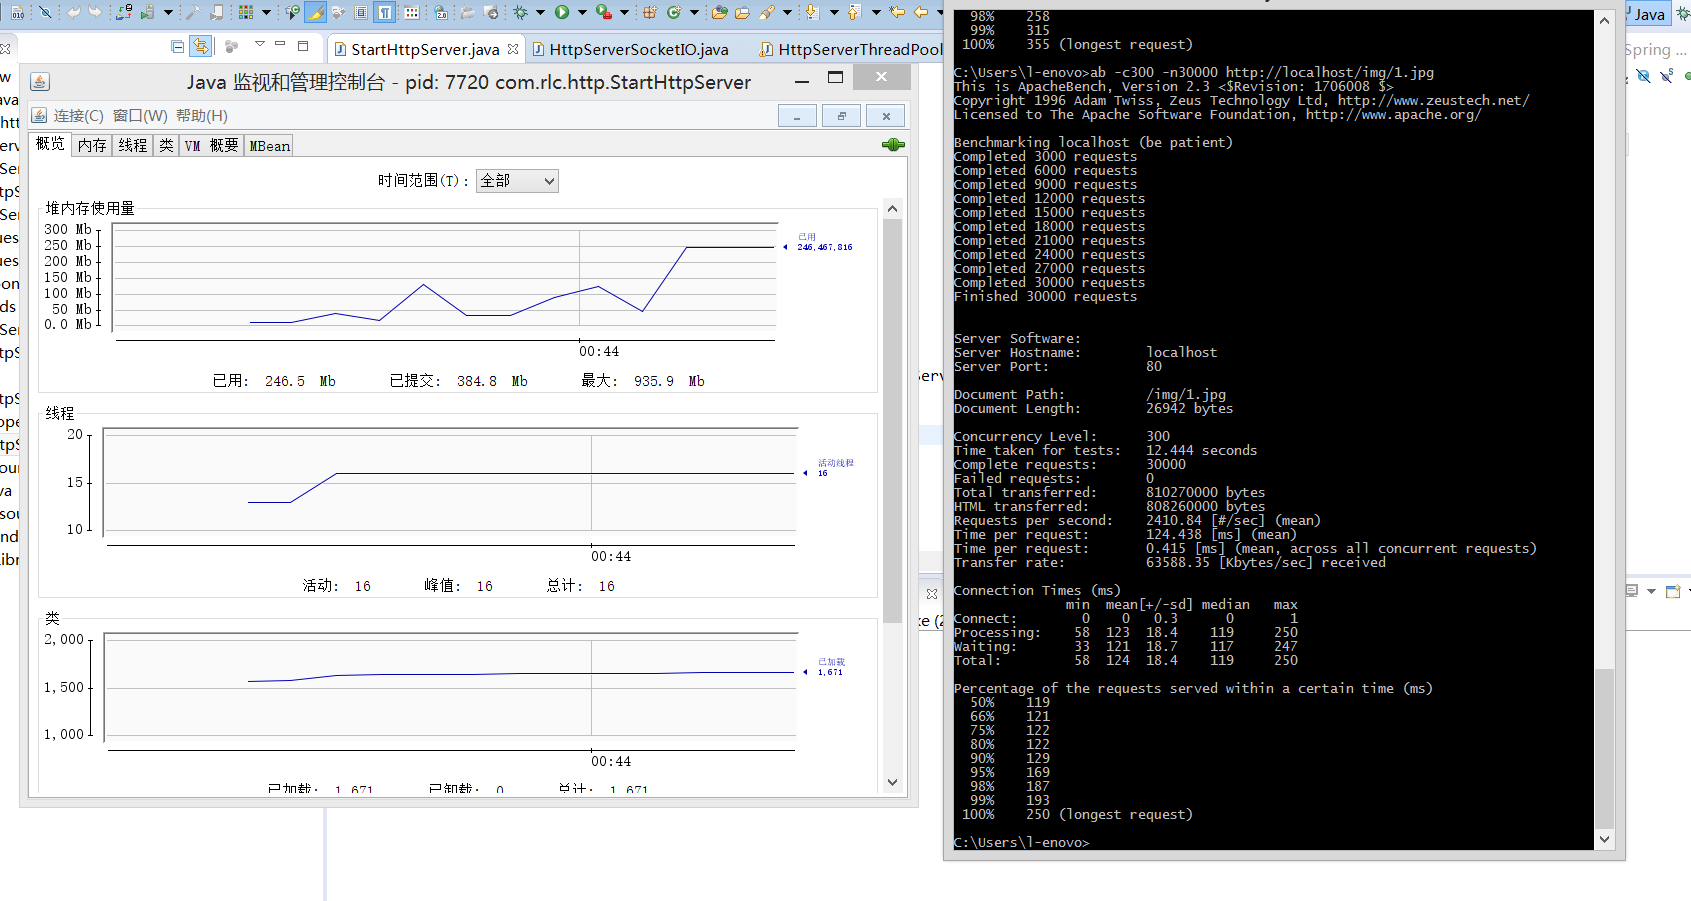 StartHttpServer.java
HttpServerSocketIO.java
HttpServerThreadPool
Java 监视和管理控制台 - pid: 7720 com.rlc.http.StartHttpServer
连接(C) 窗口(W) 帮助(H)
概览 内存 线程 类 VM 概要 MBean
时间范围(T): 全部
堆内存使用量
300 Mb
250 Mb
200 Mb
150 Mb
100 Mb
50 Mb
0.0 Mb
已用
246,467,816
00:44
已用: 246.5 Mb 已提交: 384.8 Mb 最大: 935.9 Mb
线程
20
15
10
活动线程
16
00:44
活动: 16 峰值: 16 总计: 16
类
2,000
1,500
1,000
已加载
1,671
00:44
已加载: 1,671 已卸载: 0 总计: 1,671
98% 258
99% 315
100% 355 (longest request)
C:\Users\l-enovo>ab -c300 -n30000 http://localhost/img/1.jpg
This is ApacheBench, Version 2.3 <$Revision: 1706008 $>
Copyright 1996 Adam Twiss, Zeus Technology Ltd, http://www.zeustech.net/
Licensed to The Apache Software Foundation, http://www.apache.org/
Benchmarking localhost (be patient)
Completed 3000 requests
Completed 6000 requests
Completed 9000 requests
Completed 12000 requests
Completed 15000 requests
Completed 18000 requests
Completed 21000 requests
Completed 24000 requests
Completed 27000 requests
Completed 30000 requests
Finished 30000 requests
Server Software:
Server Hostname: localhost
Server Port: 80
Document Path: /img/1.jpg
Document Length: 26942 bytes
Concurrency Level: 300
Time taken for tests: 12.444 seconds
Complete requests: 30000
Failed requests: 0
Total transferred: 810270000 bytes
HTML transferred: 808260000 bytes
Requests per second: 2410.84 [#/sec] (mean)
Time per request: 124.438 [ms] (mean)
Time per request: 0.415 [ms] (mean, across all concurrent requests)
Transfer rate: 63588.35 [Kbytes/sec] received
Connection Times (ms)
min mean[+/-sd] median max
Connect: 0 0 0.3 0 1
Processing: 58 123 18.4 119 250
Waiting: 33 121 18.7 117 247
Total: 58 124 18.4 119 250
Percentage of the requests served within a certain time (ms)
50% 119
66% 121
75% 122
80% 122
90% 129
95% 169
98% 187
99% 193
100% 250 (longest request)
C:\Users\l-enovo>
Java
Spring ...